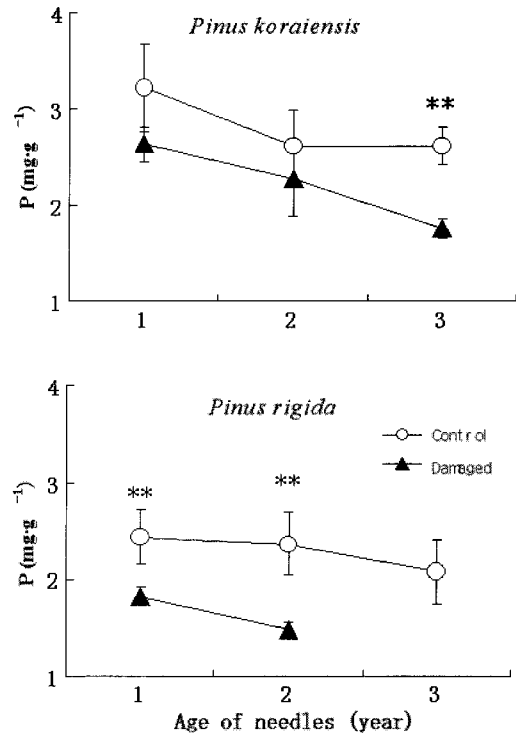 4
Pinus koraiensis
**
3
P (mg·g ⁻¹)
2
1
1 2 3
4
Pinus rigida
Control
Damaged
** **
3
P (mg·g ⁻¹)
2
1
1 2 3
Age of needles (year)